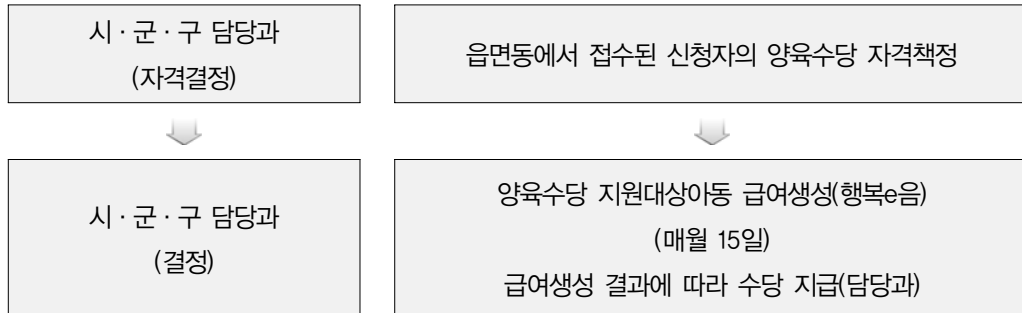 시·군·구 담당과
(자격결정)
읍면동에서 접수된 신청자의 양육수당 자격책정
시·군·구 담당과
(결정)
양육수당 지원대상아동 급여생성(행복e음)
(매월 15일)
급여생성 결과에 따라 수당 지급(담당과)